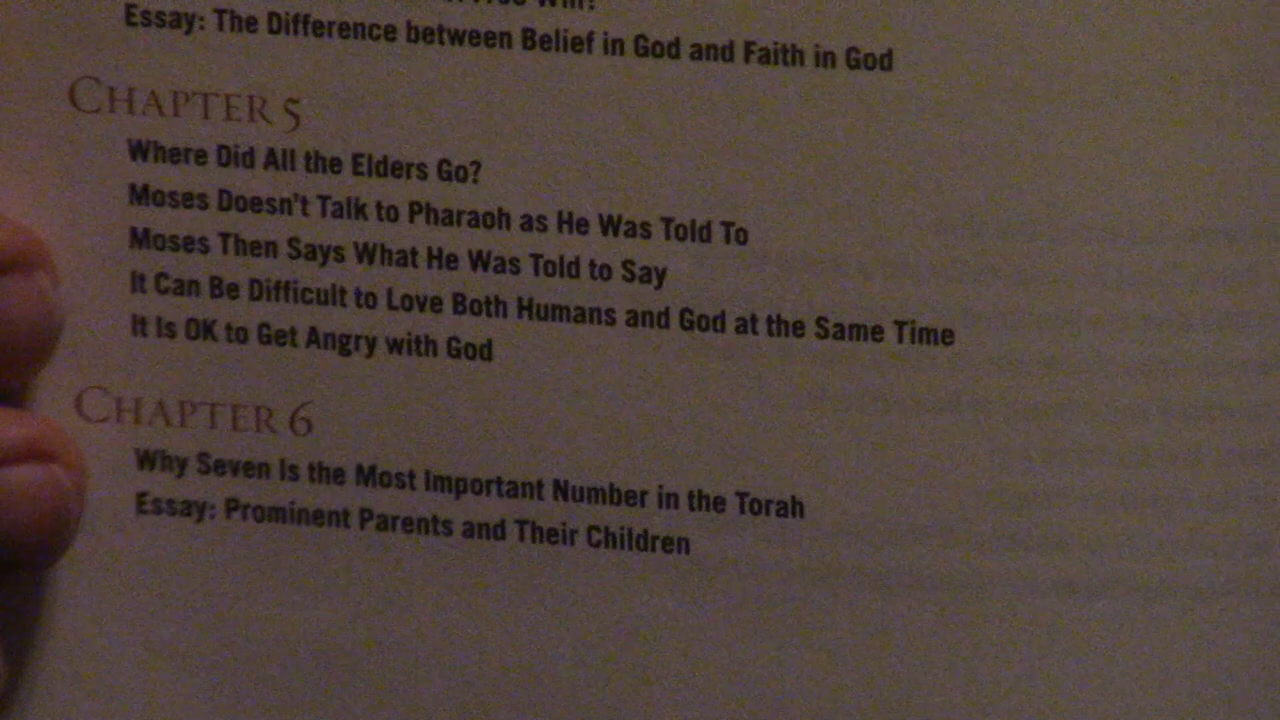 Will?
Essay: The Difference between Belief in God and Faith in God
CHAPTER 5
Where Did All the Elders Go?
Moses Doesn't Talk to Pharaoh as He Was Told To
Moses Then Says What He Was Told to Say
It Can Be Difficult to Love Both Humans and God at the Same Time
It Is OK to Get Angry with God
CHAPTER 6
Why Seven Is the Most Important Number in the Torah
Essay: Prominent Parents and Their Children